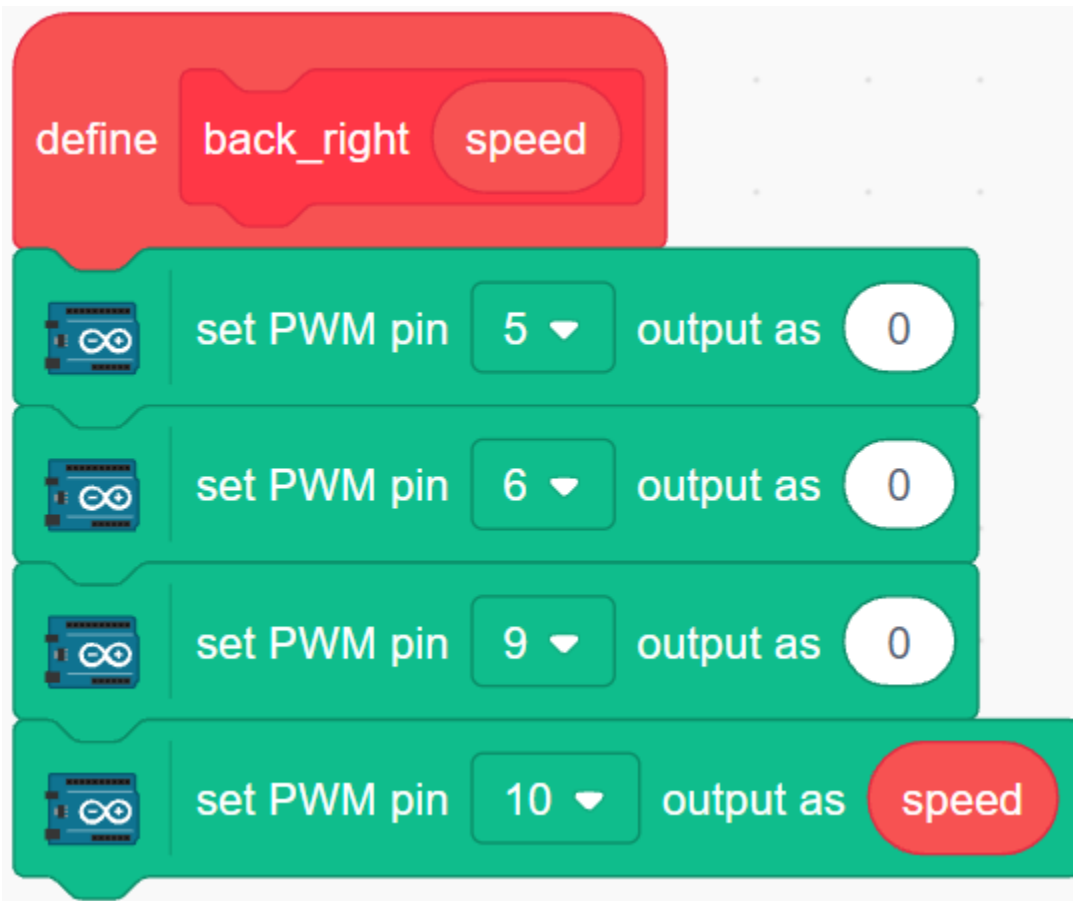 define back_right speed
set PWM pin 5 output as 0
set PWM pin 6 output as 0
set PWM pin 9 output as 0
set PWM pin 10 output as speed